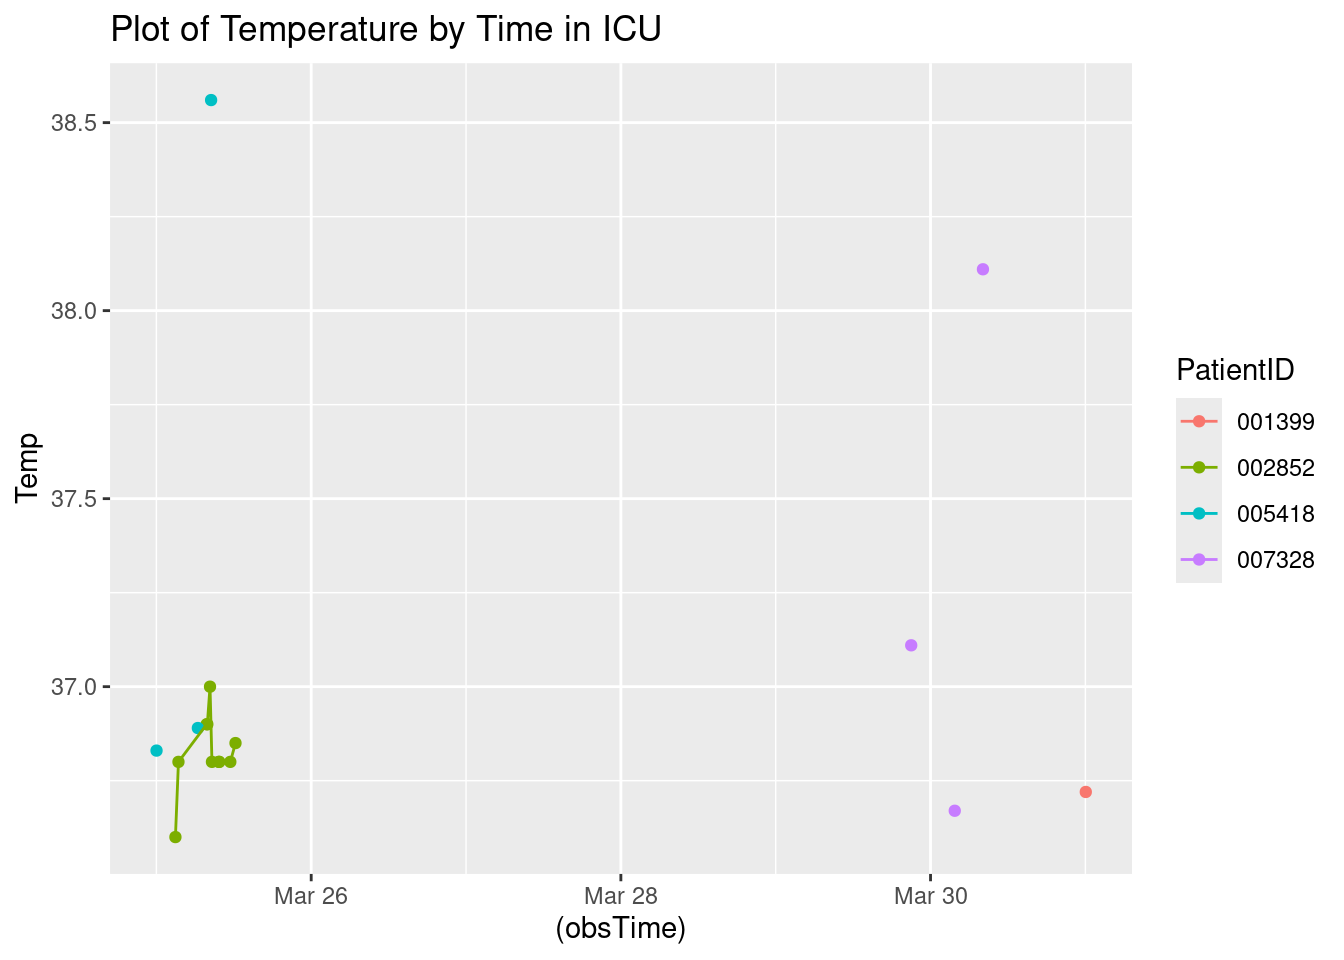 Plot of Temperature by Time in ICU
38.5
38.0
37.5
37.0
Temp
Mar 26
Mar 28
Mar 30
(obsTime)
PatientID
001399
002852
005418
007328